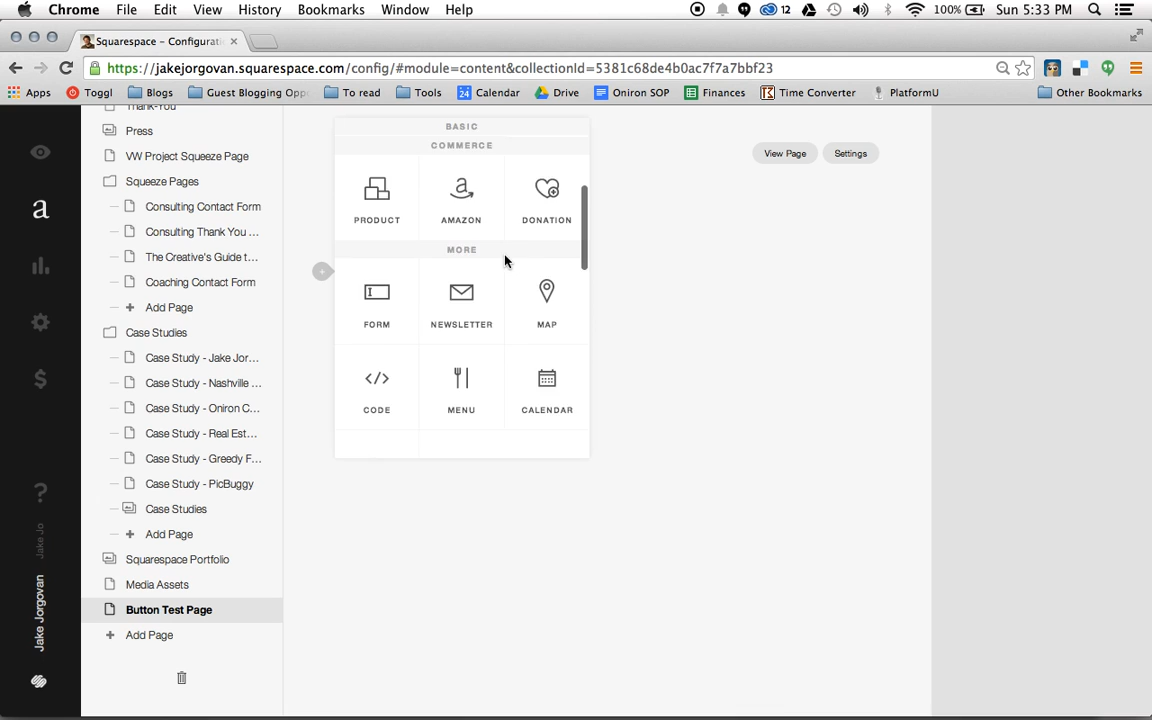 Chrome File Edit View History Bookmarks Window Help 12 100% Sun 5:33 PM
Squarespace – Configurati
https://jakejorgovan.squarespace.com/config/#module=content&collectionId=5381c68de4b0ac7f7a7bbf23
Apps Toggl Blogs Guest Blogging Opp To read Tools 24 Calendar Drive Oniron SOP Finances Time Converter PlatformU Other Bookmarks
Thank-You
Press
VW Project Squeeze Page
Squeeze Pages
Consulting Contact Form
Consulting Thank You ...
The Creative's Guide t...
Coaching Contact Form
Add Page
Case Studies
Case Study - Jake Jor...
Case Study - Nashville ...
Case Study - Oniron C...
Case Study - Real Est...
Case Study - Greedy F...
Case Study - PicBuggy
Case Studies
Add Page
Squarespace Portfolio
Media Assets
Button Test Page
Add Page
Jake Jo
Jake Jorgovan
BASIC
COMMERCE
PRODUCT AMAZON DONATION
MORE
FORM NEWSLETTER MAP
CODE MENU CALENDAR
View Page Settings